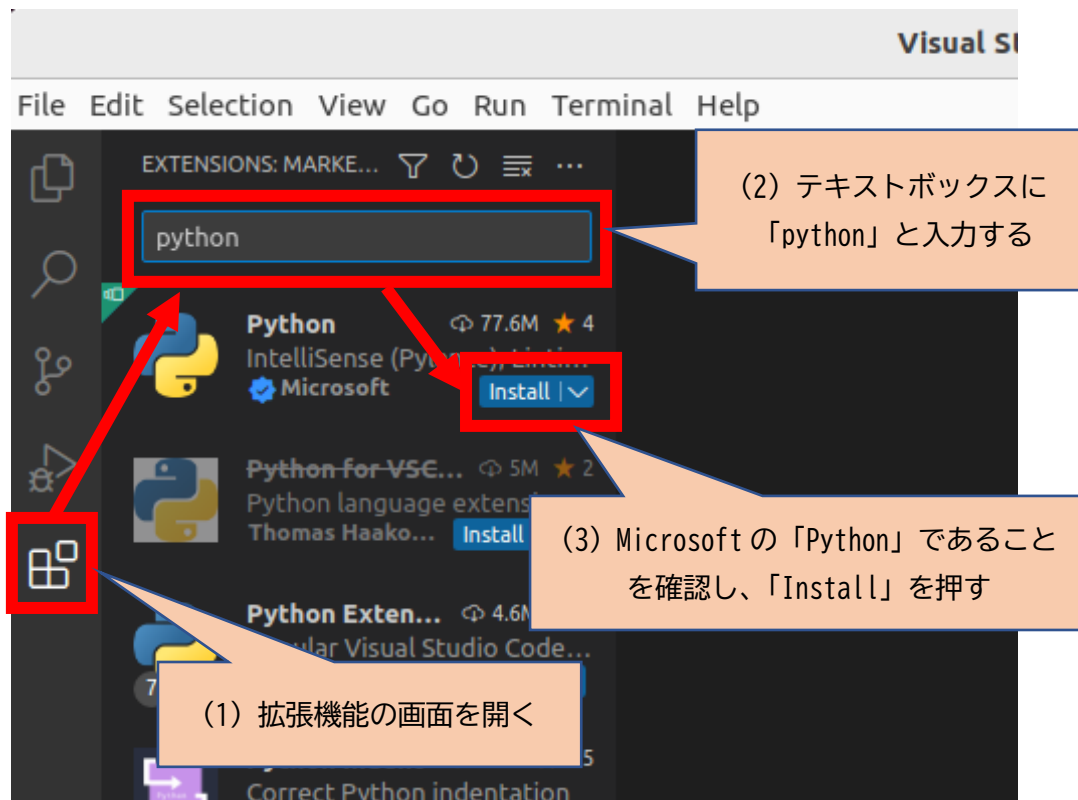 Visual St
File Edit Selection View Go Run Terminal Help
EXTENSIONS: MARKE...
(2) テキストボックスに
「python」と入力する
python
Python 77.6M 4
IntelliSense (Py
Microsoft Install
Python for VSC... 5M 2
Python language extens
Thomas Haako... Install
(3) Microsoft の「Python」であること
を確認し、「Install」を押す
Python Exten... 4.6M
ular Visual Studio Code...
7
(1) 拡張機能の画面を開く
5
Correct Python indentation